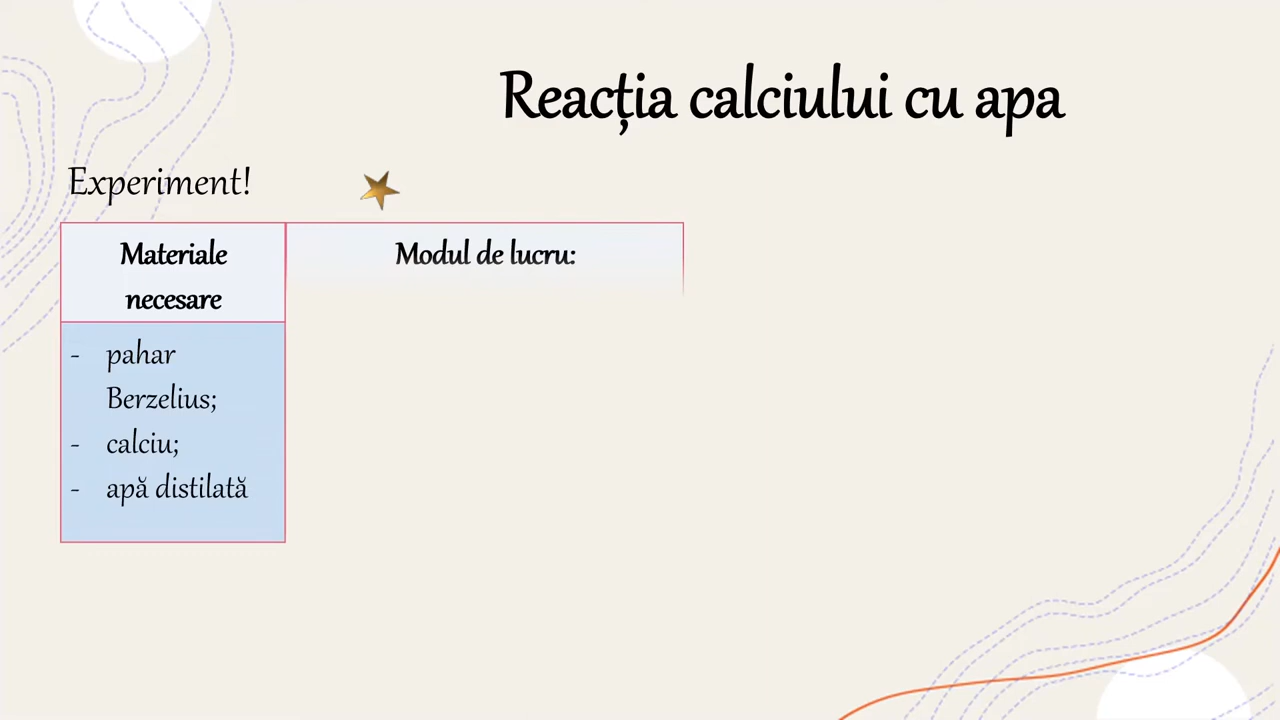 Reacția calciului cu apa
Experiment!
Materiale
necesare
Modul de lucru:
- pahar
Berzelius;
- calciu;
- apă distilată